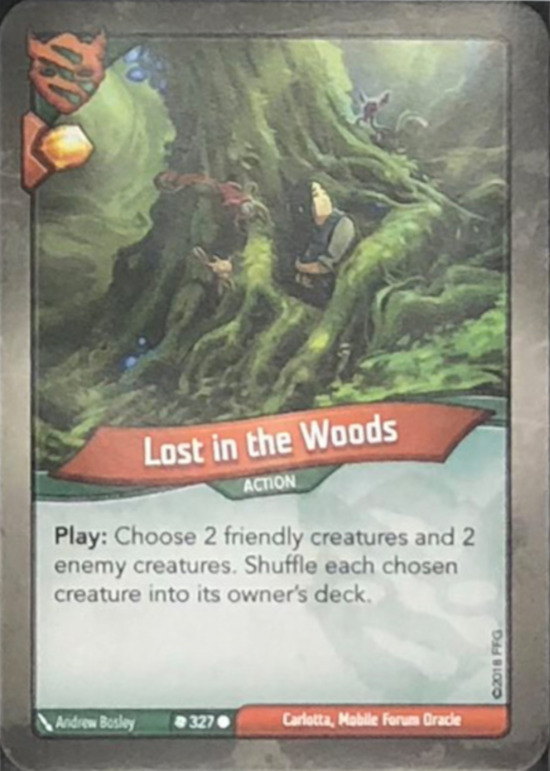 Lost in the Woods
ACTION
Play: Choose 2 friendly creatures and 2
enemy creatures. Shuffle each chosen
creature into its owner's deck.
©2018 FFG
Andrew Bosley
327
Carlotta, Mobile Forum Oracle